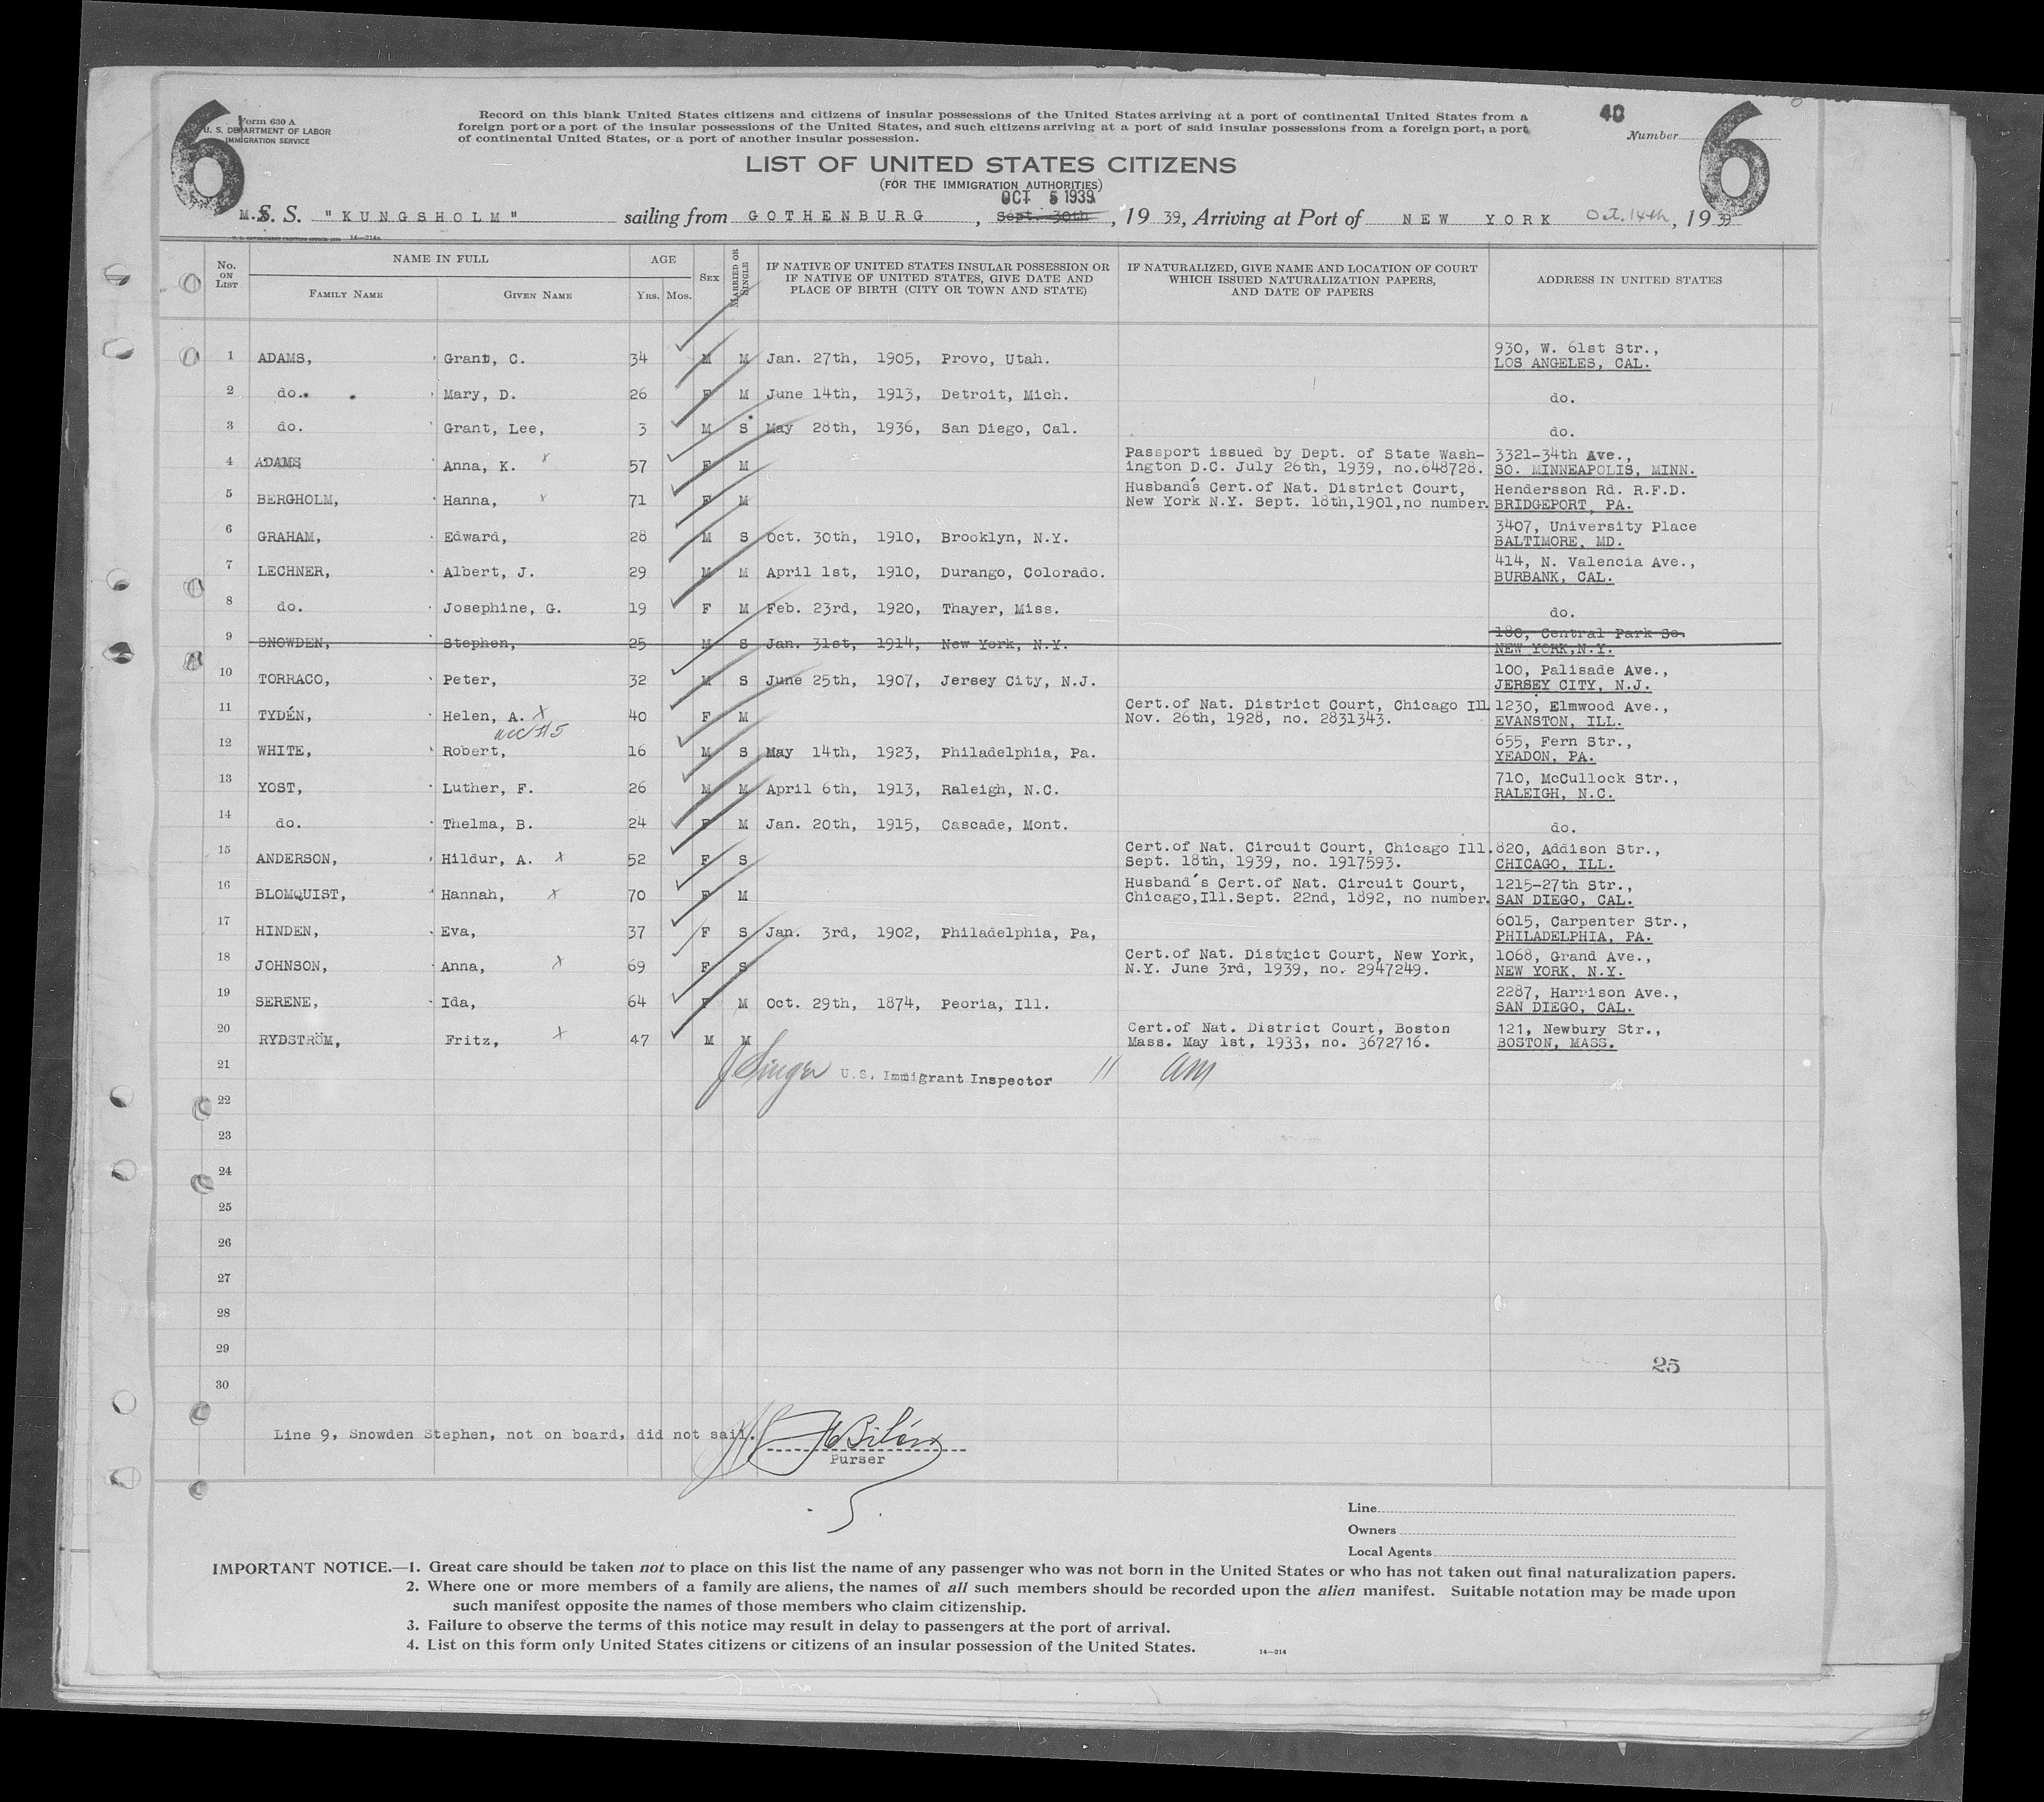 6
Form 630 A
U. S. DEPARTMENT OF LABOR
IMMIGRATION SERVICE
Record on this blank United States citizens and citizens of insular possessions of the United States arriving at a port of continental United States from a
foreign port or a port of the insular possessions of the United States, and such citizens arriving at a port of said insular possessions from a foreign port, a port
of continental United States, or a port of another insular possession.
40
Number
6
LIST OF UNITED STATES CITIZENS
(FOR THE IMMIGRATION AUTHORITIES)
OCT 5 1939
M. S. S. "KUNGSHOLM" sailing from GOTHENBURG, Sept. 30th, 19 39, Arriving at Port of NEW YORK Oct. 14th, 19 39
U. S. GOVERNMENT PRINTING OFFICE 14—214a
No. ON LIST
NAME IN FULL
FAMILY NAME
GIVEN NAME
AGE
YRS. MOS.
SEX
MARRIED OR SINGLE
IF NATIVE OF UNITED STATES INSULAR POSSESSION OR
IF NATIVE OF UNITED STATES, GIVE DATE AND
PLACE OF BIRTH (CITY OR TOWN AND STATE)
IF NATURALIZED, GIVE NAME AND LOCATION OF COURT
WHICH ISSUED NATURALIZATION PAPERS,
AND DATE OF PAPERS
ADDRESS IN UNITED STATES
1 ADAMS, Grant, C. 34 M M Jan. 27th, 1905, Provo, Utah. 930, W. 61st Str.,
LOS ANGELES, CAL.
2 do. Mary, D. 26 F M June 14th, 1913, Detroit, Mich. do.
3 do. Grant, Lee, 3 M S May 28th, 1936, San Diego, Cal. do.
4 ADAMS Anna, K. x 57 F M Passport issued by Dept. of State Wash- 3321-34th Ave.,
ington D.C. July 26th, 1939, no.648728. SO. MINNEAPOLIS, MINN.
5 BERGHOLM, Hanna, x 71 F M Husband's Cert.of Nat. District Court, Hendersson Rd. R.F.D.
New York N.Y. Sept. 18th,1901,no number. BRIDGEPORT, PA.
6 GRAHAM, Edward, 28 M S Oct. 30th, 1910, Brooklyn, N.Y. 3407, University Place
BALTIMORE, MD.
7 LECHNER, Albert, J. 29 M M April 1st, 1910, Durango, Colorado. 414, N. Valencia Ave.,
BURBANK, CAL.
8 do. Josephine, G. 19 F M Feb. 23rd, 1920, Thayer, Miss. do.
9 SNOWDEN, Stephen, 25 M S Jan. 31st, 1914, New York, N.Y. 180, Central Park So.
NEW YORK,N.Y.
10 TORRACO, Peter, 32 M S June 25th, 1907, Jersey City, N.J. 100, Palisade Ave.,
JERSEY CITY, N.J.
11 TYDÉN, Helen, A. x 40 F M Cert.of Nat. District Court, Chicago Ill 1230, Elmwood Ave.,
Nov. 26th, 1928, no. 2831343. EVANSTON, ILL.
12 WHITE, Robert, 16 M S May 14th, 1923, Philadelphia, Pa. 655, Fern Str.,
YEADON, PA.
13 YOST, Luther, F. 26 M M April 6th, 1913, Raleigh, N.C. 710, McCullock Str.,
RALEIGH, N.C.
14 do. Thelma, B. 24 F M Jan. 20th, 1915, Cascade, Mont. do.
15 ANDERSON, Hildur, A. x 52 F S Cert.of Nat. Circuit Court, Chicago Ill. 820, Addison Str.,
Sept. 18th, 1939, no. 1917593. CHICAGO, ILL.
16 BLOMQUIST, Hannah, x 70 F M Husband's Cert.of Nat. Circuit Court, 1215-27th Str.,
Chicago,Ill.Sept. 22nd, 1892, no number. SAN DIEGO, CAL.
17 HINDEN, Eva, 37 F S Jan. 3rd, 1902, Philadelphia, Pa, 6015, Carpenter Str.,
PHILADELPHIA, PA.
18 JOHNSON, Anna, x 69 F S Cert.of Nat. District Court, New York, 1068, Grand Ave.,
N.Y. June 3rd, 1939, no. 2947249. NEW YORK, N.Y.
19 SERENE, Ida, 64 F M Oct. 29th, 1874, Peoria, Ill. 2287, Harrison Ave.,
SAN DIEGO, CAL.
20 RYDSTRÖM, Fritz, x 47 M M Cert.of Nat. District Court, Boston 121, Newbury Str.,
Mass. May 1st, 1933, no. 3672716. BOSTON, MASS.
21 J Singer U.S. Immigrant Inspector 11 am
22
23
24
25
26
27
28
29
25
30
Line 9, Snowden Stephen, not on board, did not sail.
Purser
5.
Line
Owners
Local Agents
IMPORTANT NOTICE.—1. Great care should be taken not to place on this list the name of any passenger who was not born in the United States or who has not taken out final naturalization papers.
2. Where one or more members of a family are aliens, the names of all such members should be recorded upon the alien manifest. Suitable notation may be made upon
such manifest opposite the names of those members who claim citizenship.
3. Failure to observe the terms of this notice may result in delay to passengers at the port of arrival.
4. List on this form only United States citizens or citizens of an insular possession of the United States.
14—214